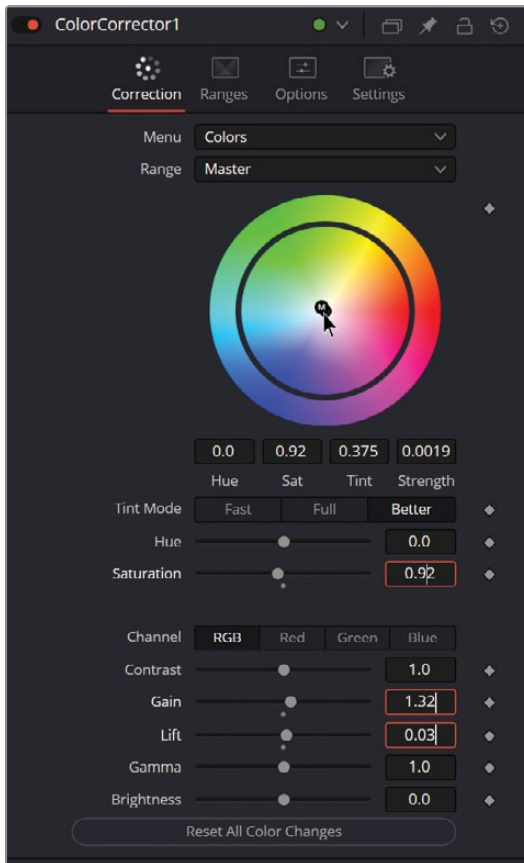 ColorCorrector1
Correction Ranges Options Settings
Menu Colors
Range Master
M
0.0 0.92 0.375 0.0019
Hue Sat Tint Strength
Tint Mode Fast Full Better
Hue 0.0
Saturation 0.92
Channel RGB Red Green Blue
Contrast 1.0
Gain 1.32
Lift 0.03
Gamma 1.0
Brightness 0.0
Reset All Color Changes